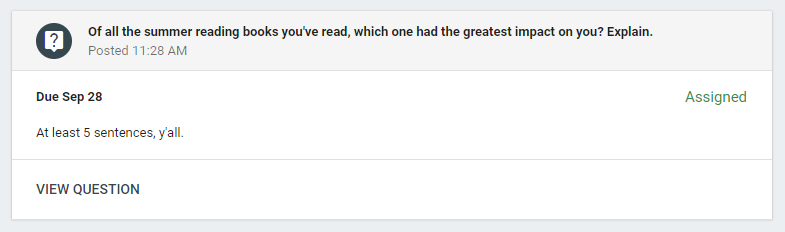 Of all the summer reading books you've read, which one had the greatest impact on you? Explain.
Posted 11:28 AM
Due Sep 28
Assigned
At least 5 sentences, y'all.
VIEW QUESTION